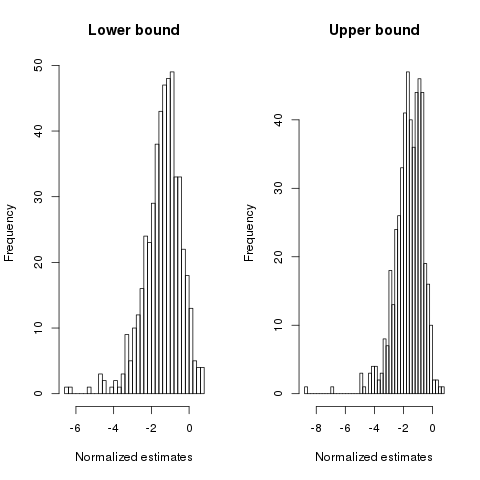 Lower bound
Upper bound
50
40
30
20
10
0
Frequency
-6 -4 -2 0
Normalized estimates
40
30
20
10
0
Frequency
-8 -6 -4 -2 0
Normalized estimates